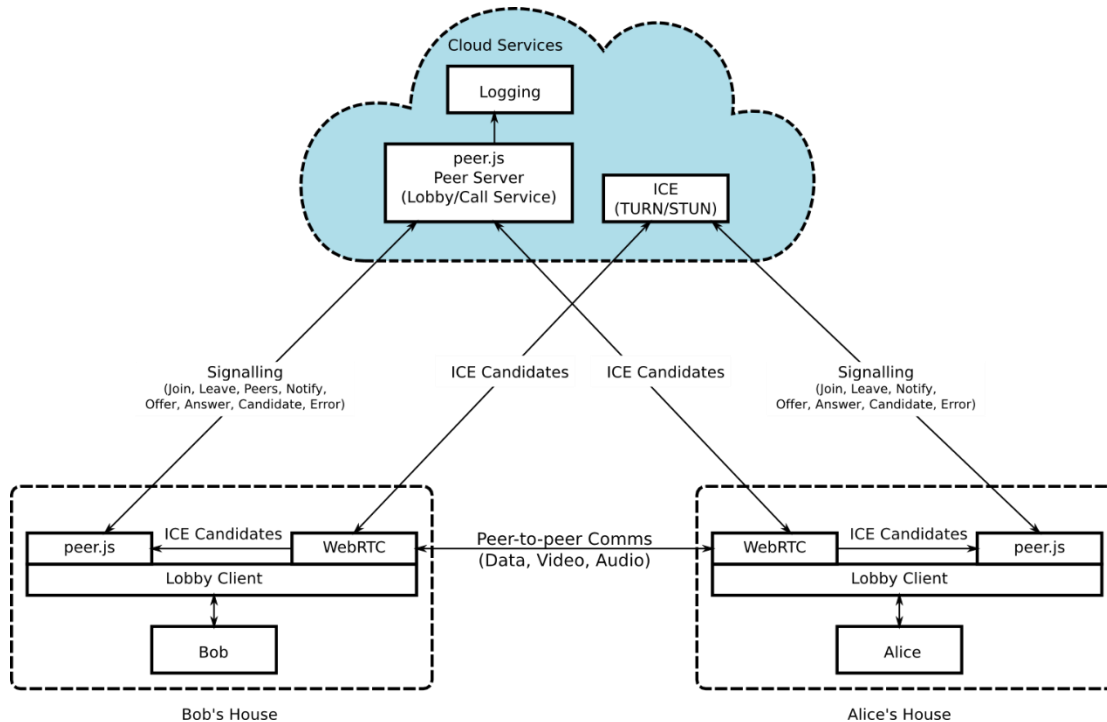 Cloud Services
Logging
peer.js
Peer Server
(Lobby/Call Service)
ICE
(TURN/STUN)
Signalling
(Join, Leave, Peers, Notify,
Offer, Answer, Candidate, Error)
ICE Candidates
ICE Candidates
Signalling
(Join, Leave, Notify,
Offer, Answer, Candidate, Error)
peer.js
ICE Candidates
WebRTC
Lobby Client
Bob
Bob's House
Peer-to-peer Comms
(Data, Video, Audio)
WebRTC
ICE Candidates
peer.js
Lobby Client
Alice
Alice's House